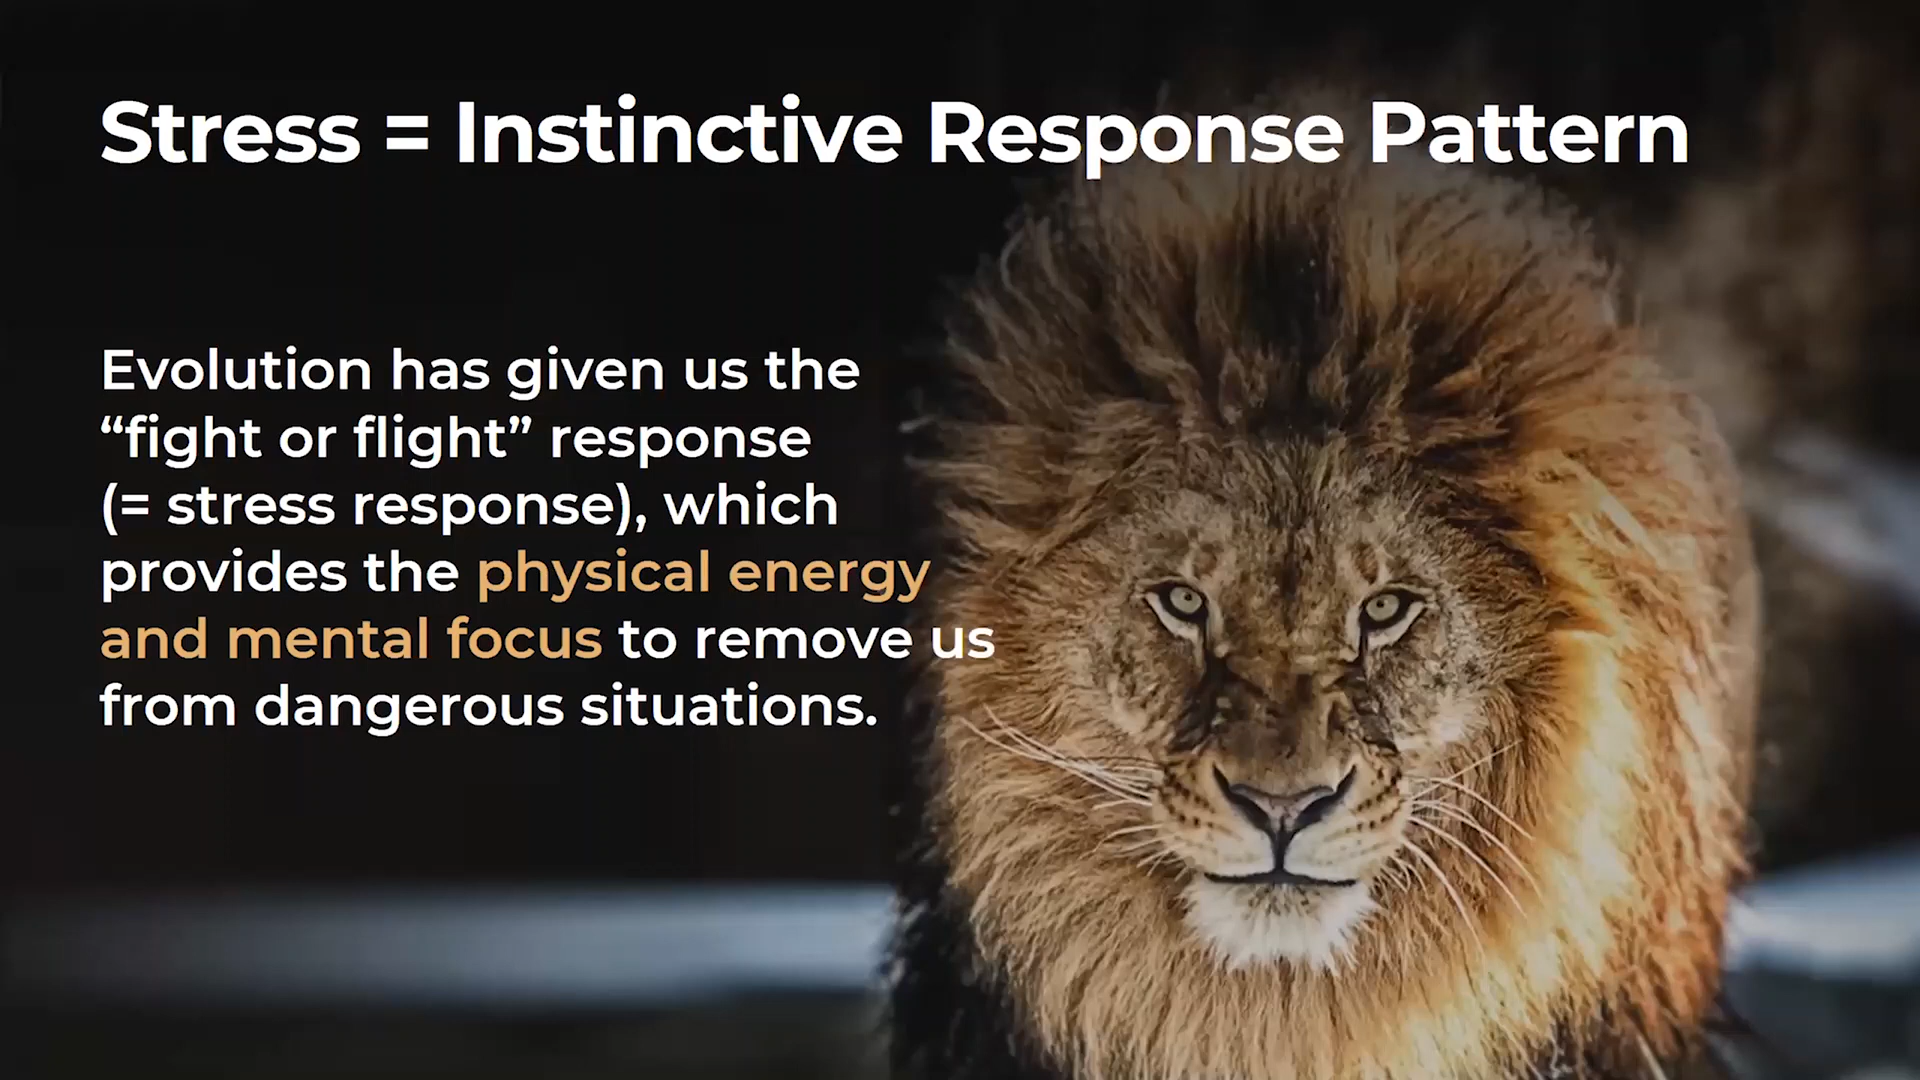 Stress = Instinctive Response Pattern
Evolution has given us the
“fight or flight” response
(= stress response), which
provides the physical energy
and mental focus to remove us
from dangerous situations.